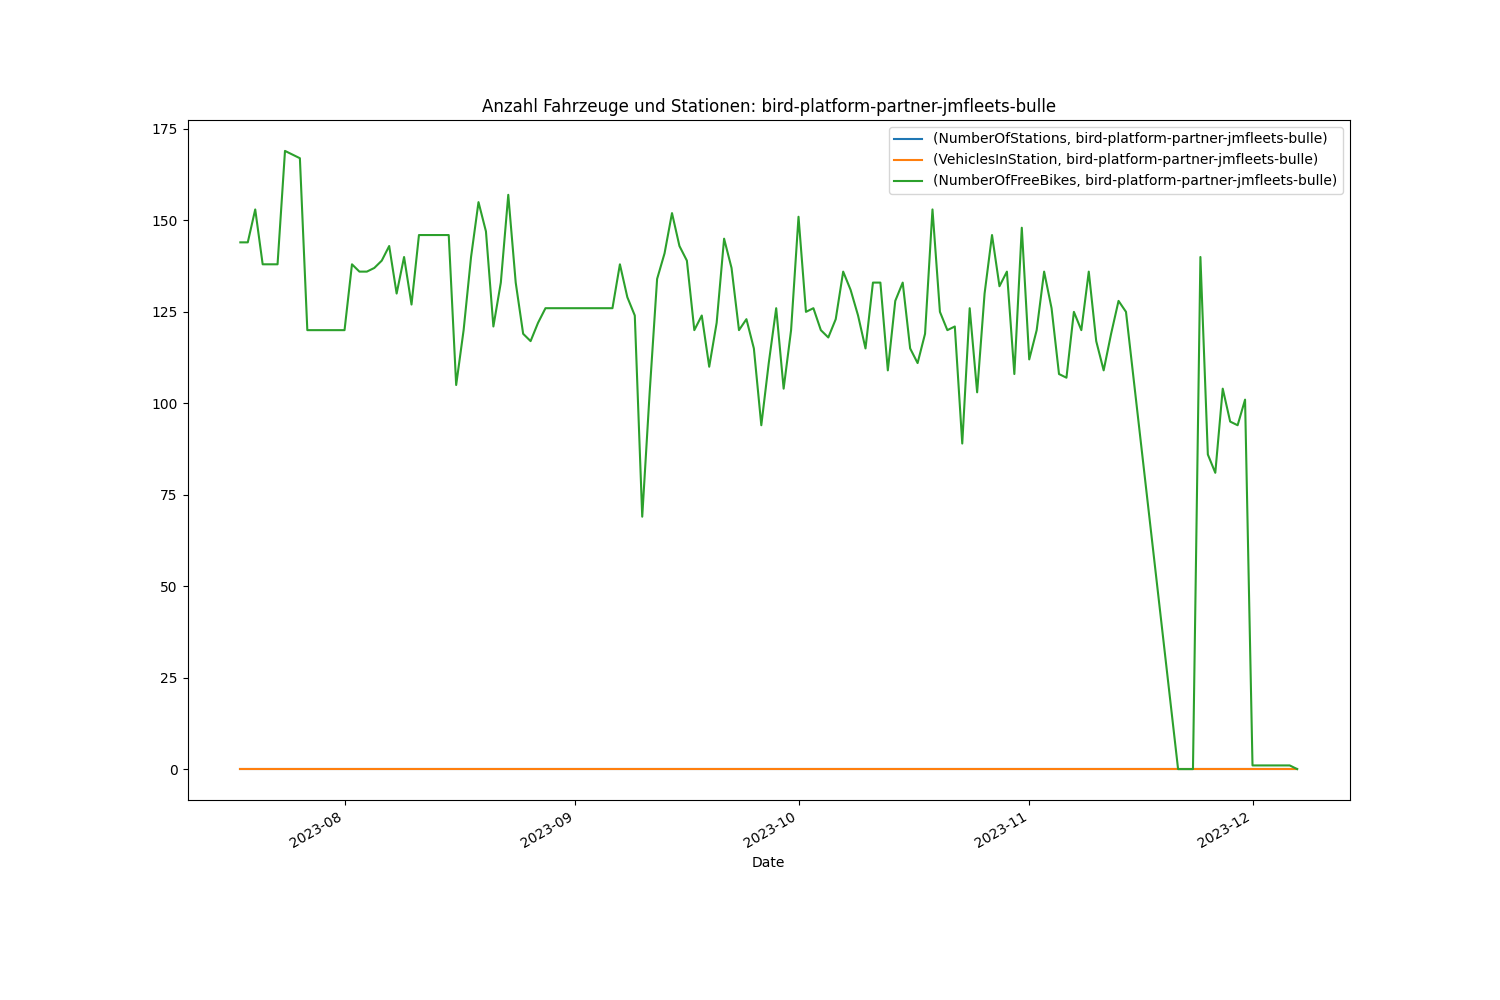 Anzahl Fahrzeuge und Stationen: bird-platform-partner-jmfleets-bulle
(NumberOfStations, bird-platform-partner-jmfleets-bulle)
(VehiclesInStation, bird-platform-partner-jmfleets-bulle)
(NumberOfFreeBikes, bird-platform-partner-jmfleets-bulle)
175
150
125
100
75
50
25
0
2023-08
2023-09
2023-10
2023-11
2023-12
Date